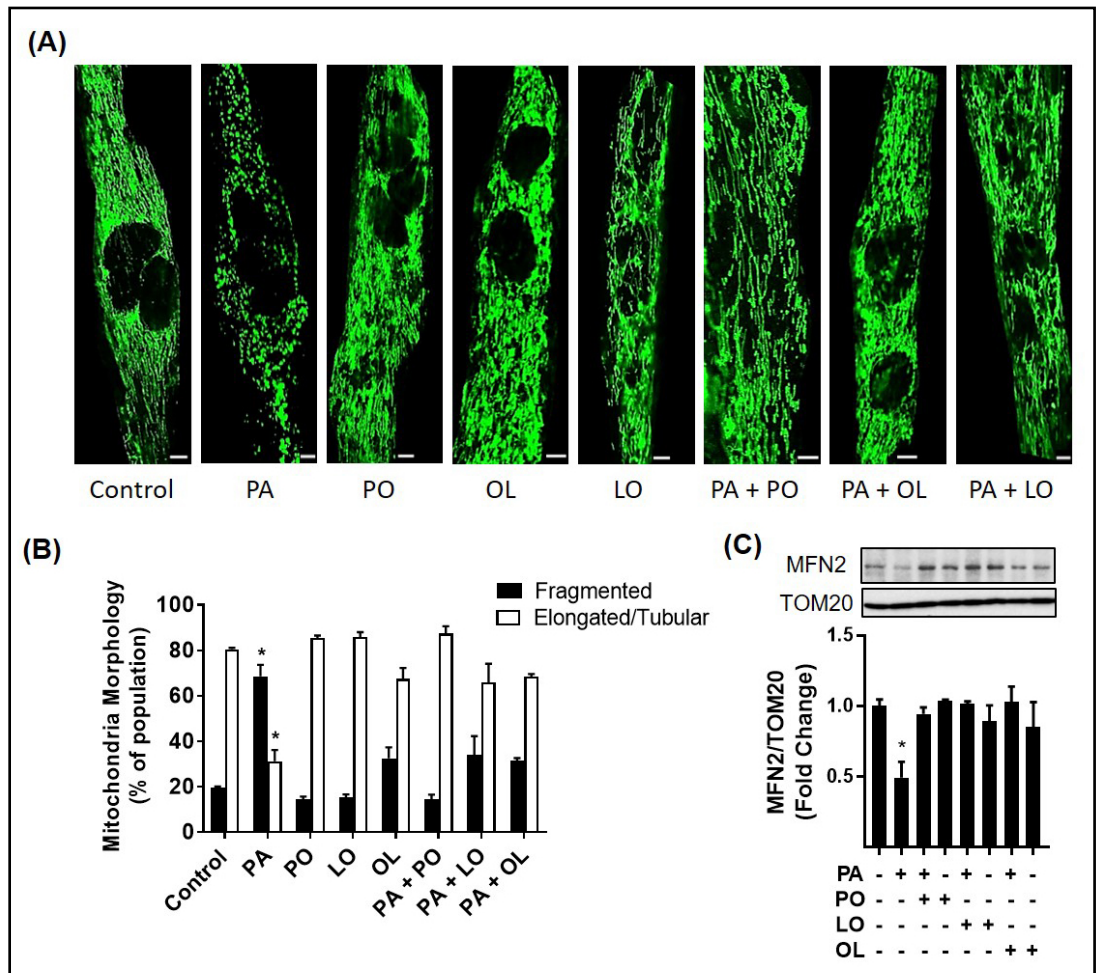 (A)
Control PA PO OL LO PA + PO PA + OL PA + LO
(B)
Fragmented
Elongated/Tubular
Mitochondria Morphology
(% of population)
100
80
60
40
20
0
*
*
Control PA PO LO OL PA + PO PA + LO PA + OL
(C)
MFN2
TOM20
MFN2/TOM20
(Fold Change)
1.5
1.0
0.5
*
PA - + + - + - + -
PO - - + + - - - -
LO - - - - + + - -
OL - - - - - - + +